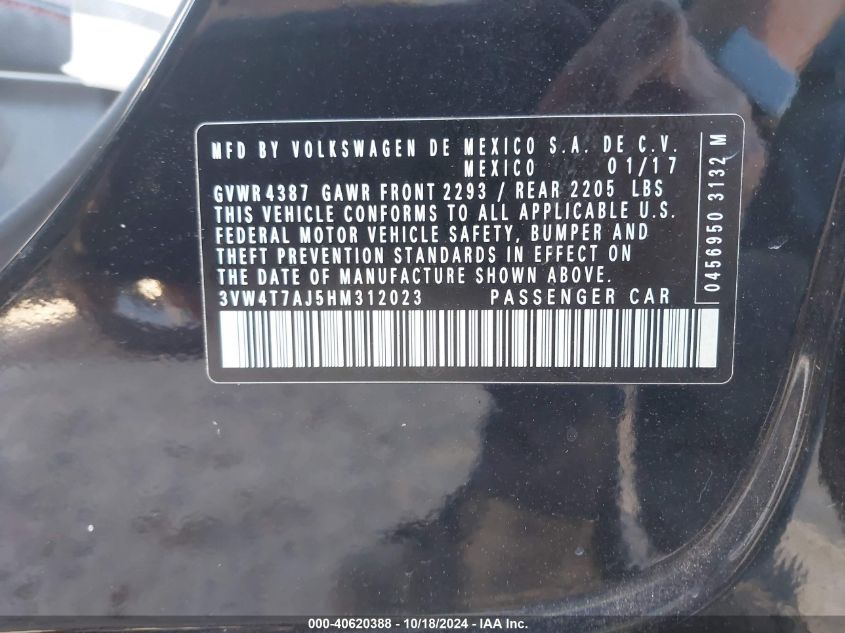 MFD BY VOLKSWAGEN DE MEXICO S.A. DE C.V.
MEXICO 01/17
GVWR 4387 GAWR FRONT 2293 / REAR 2205 LBS
THIS VEHICLE CONFORMS TO ALL APPLICABLE U.S.
FEDERAL MOTOR VEHICLE SAFETY, BUMPER AND
THEFT PREVENTION STANDARDS IN EFFECT ON
THE DATE OF MANUFACTURE SHOWN ABOVE.
3VW4T7AJ5HM312023 PASSENGER CAR
0456950 3132 M
000-40620388 - 10/18/2024 - IAA Inc.